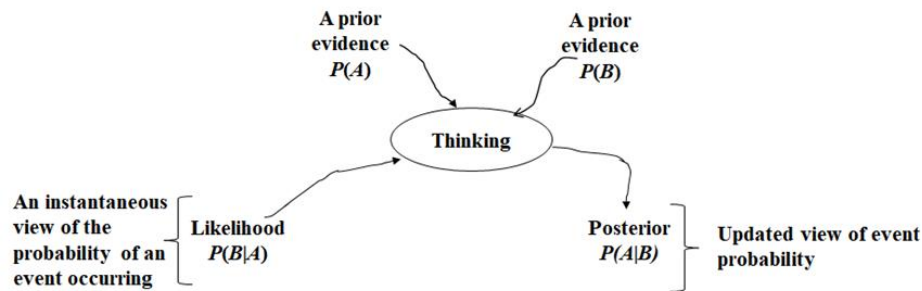 A prior
evidence
P(A)
A prior
evidence
P(B)
Thinking
An instantaneous
view of the
probability of an
event occurring
Likelihood
P(B|A)
Posterior
P(A|B)
Updated view of event
probability